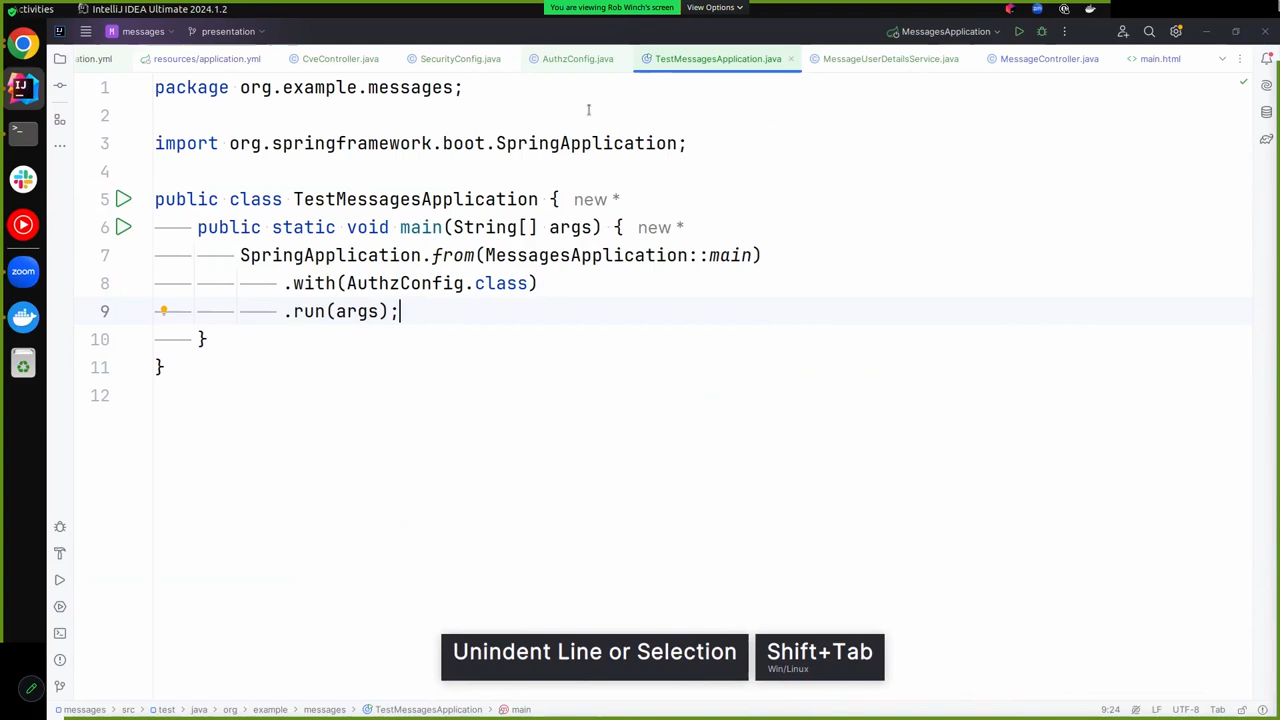 ctivities
IntelliJ IDEA Ultimate 2024.1.2
You are viewing Rob Winch's screen
View Options
M messages
presentation
MessagesApplication
ation.yml
resources/application.yml
CveController.java
SecurityConfig.java
AuthzConfig.java
TestMessagesApplication.java
MessageUserDetailsService.java
MessageController.java
main.html
1 package org.example.messages;
2
3 import org.springframework.boot.SpringApplication;
4
5 public class TestMessagesApplication { new *
6 public static void main(String[] args) { new *
7 SpringApplication.from(MessagesApplication::main)
8 .with(AuthzConfig.class)
9 .run(args);
10 }
11 }
12
zoom
Unindent Line or Selection
Shift+Tab
Win/Linux
messages > src > test > java > org > example > messages > TestMessagesApplication > main
9:24
LF
UTF-8
Tab